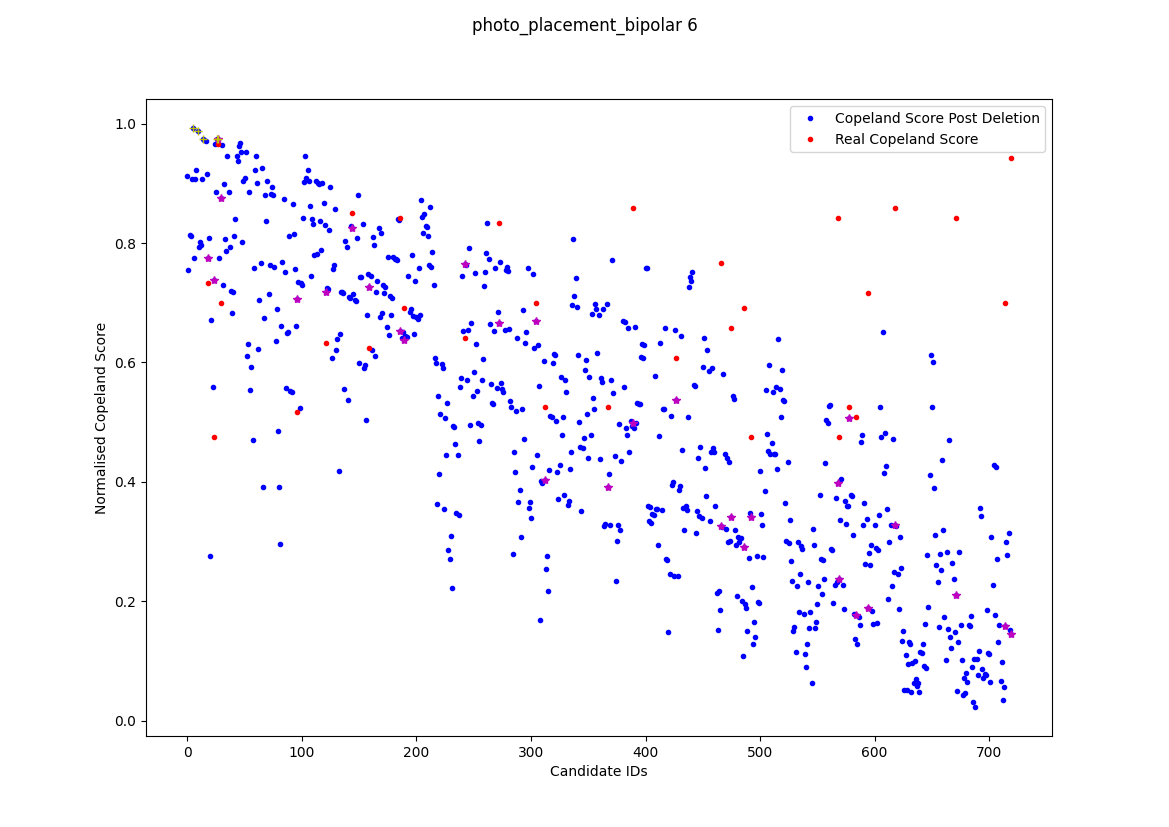 photo_placement_bipolar 6
Copeland Score Post Deletion
Real Copeland Score
Normalised Copeland Score
1.0
0.8
0.6
0.4
0.2
0.0
0 100 200 300 400 500 600 700
Candidate IDs